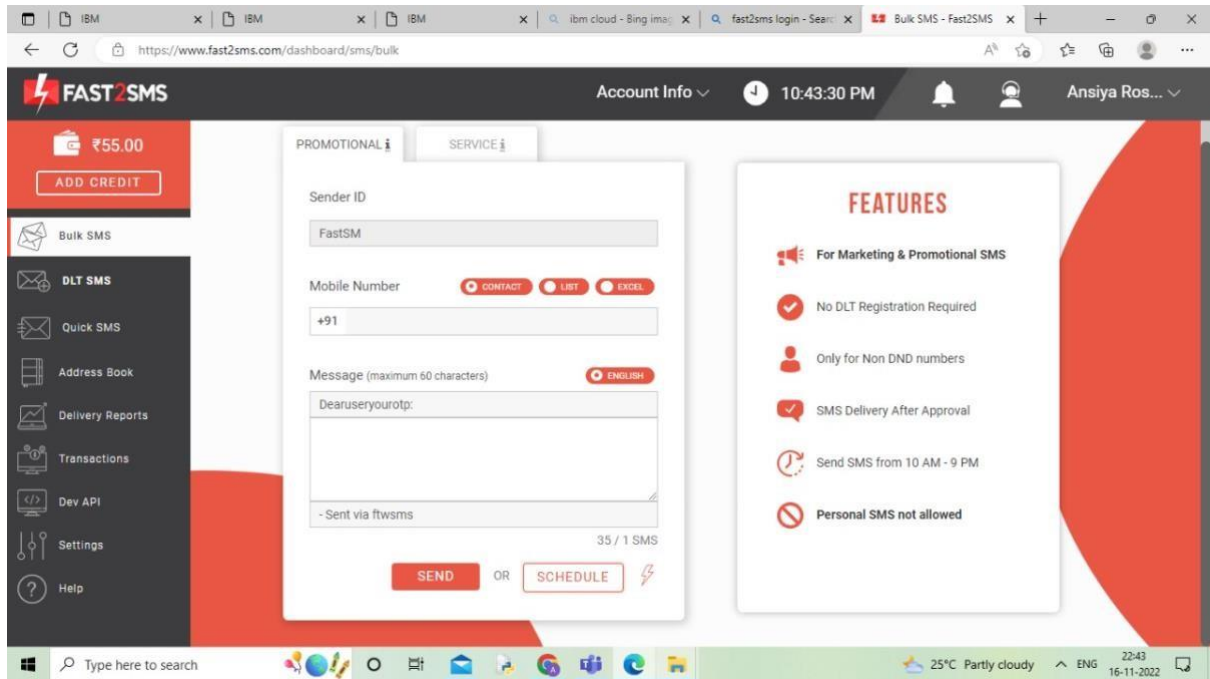 IBM
IBM
IBM
ibm cloud - Bing imag
fast2sms login - Searc
Bulk SMS - Fast2SMS
https://www.fast2sms.com/dashboard/sms/bulk
FAST2SMS
Account Info
10:43:30 PM
Ansiya Ros...
₹55.00
ADD CREDIT
Bulk SMS
DLT SMS
Quick SMS
Address Book
Delivery Reports
Transactions
Dev API
Settings
Help
PROMOTIONAL i
SERVICE i
Sender ID
FastSM
Mobile Number
CONTACT
LIST
EXCEL
+91
Message (maximum 60 characters)
ENGLISH
Dearuseryourotp:
- Sent via ftwsms
35 / 1 SMS
SEND
OR
SCHEDULE
FEATURES
For Marketing & Promotional SMS
No DLT Registration Required
Only for Non DND numbers
SMS Delivery After Approval
Send SMS from 10 AM - 9 PM
Personal SMS not allowed
Type here to search
25°C Partly cloudy
ENG
22:43
16-11-2022